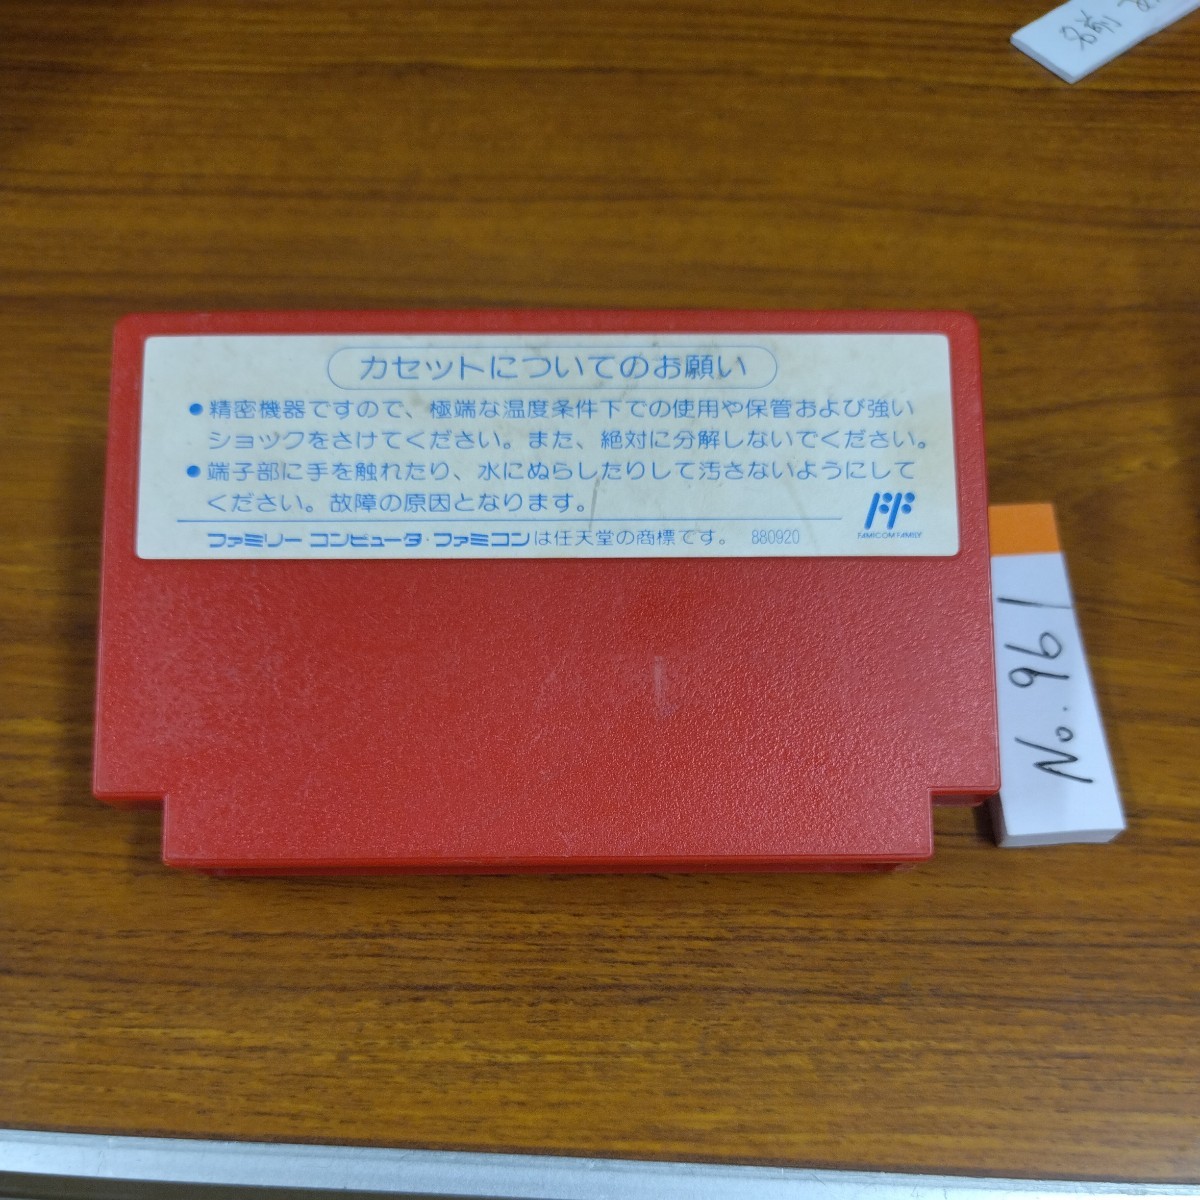 カセットについてのお願い
●精密機器ですので、極端な温度条件下での使用や保管および強い
ショックをさけてください。また、絶対に分解しないでください。
●端子部に手を触れたり、水にぬらしたりして汚さないようにして
ください。故障の原因となります。
ファミリーコンピュータ・ファミコンは任天堂の商標です。 880920
FF
FAMICOM FAMILY
No. 961